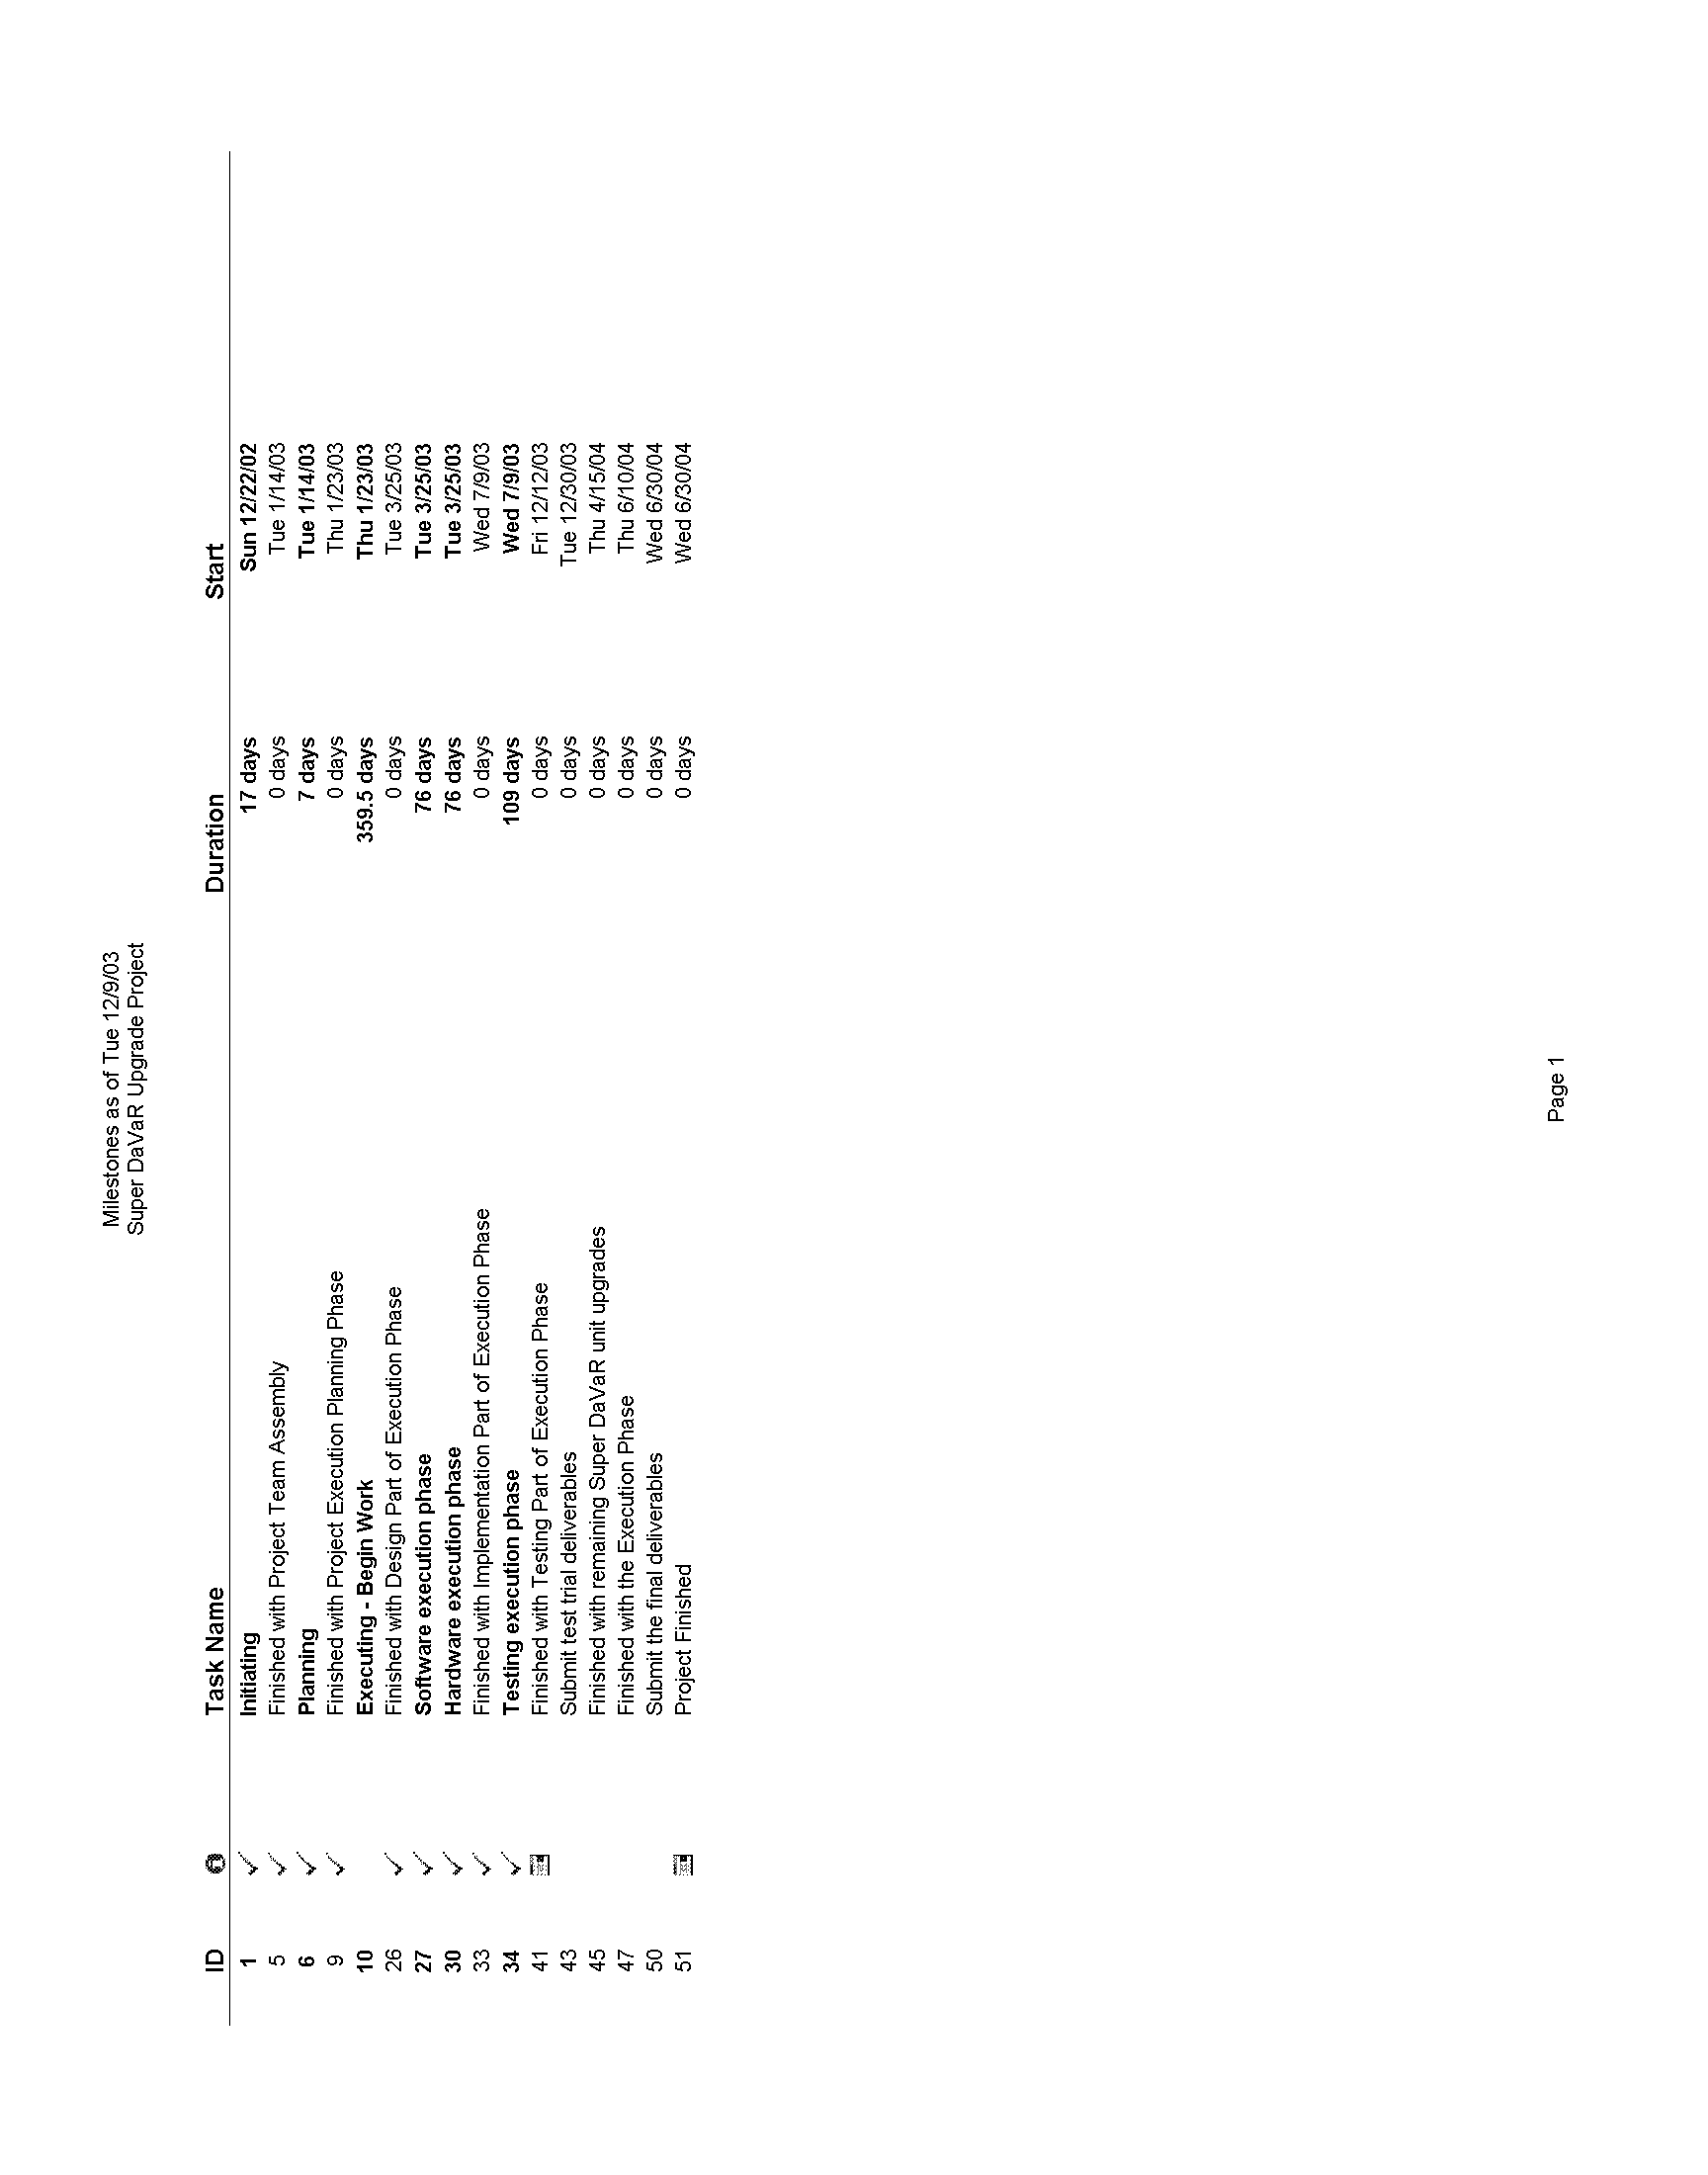 Milestones as of Tue 12/9/03
Super DaVaR Upgrade Project
ID Task Name Duration Start
1 Initiating 17 days Sun 12/22/02
5 Finished with Project Team Assembly 0 days Tue 1/14/03
6 Planning 7 days Tue 1/14/03
9 Finished with Project Execution Planning Phase 0 days Thu 1/23/03
10 Executing - Begin Work 359.5 days Thu 1/23/03
26 Finished with Design Part of Execution Phase 0 days Tue 3/25/03
27 Software execution phase 76 days Tue 3/25/03
30 Hardware execution phase 76 days Tue 3/25/03
33 Finished with Implementation Part of Execution Phase 0 days Wed 7/9/03
34 Testing execution phase 109 days Wed 7/9/03
41 Finished with Testing Part of Execution Phase 0 days Fri 12/12/03
43 Submit test trial deliverables 0 days Tue 12/30/03
45 Finished with remaining Super DaVaR unit upgrades 0 days Thu 4/15/04
47 Finished with the Execution Phase 0 days Thu 6/10/04
50 Submit the final deliverables 0 days Wed 6/30/04
51 Project Finished 0 days Wed 6/30/04
Page 1